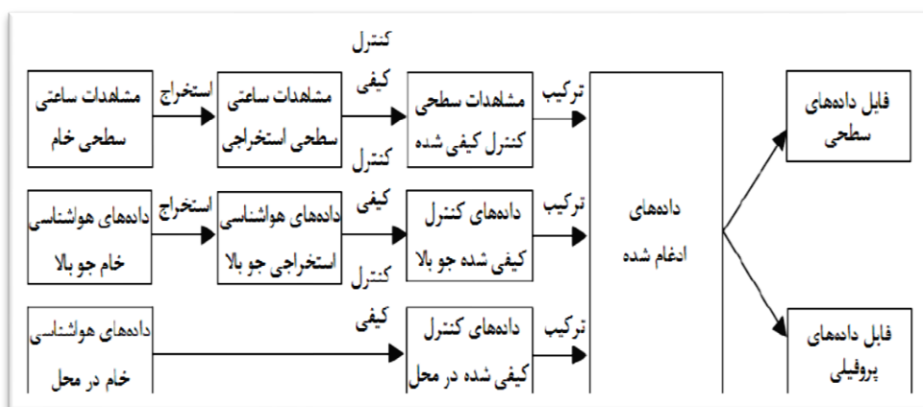 کنترل
کیفی
مشاهدات ساعتی
سطحی خام
استخراج
مشاهدات ساعتی
سطحی استخراجی
مشاهدات سطحی
کنترل کیفی شده
ترکیب
کنترل
کیفی
داده‌های هواشناسی
خام جو بالا
استخراج
داده‌های هواشناسی
استخراجی جو بالا
داده‌های کنترل
کیفی شده جو بالا
ترکیب
کنترل
کیفی
داده‌های هواشناسی
خام در محل
داده‌های کنترل
کیفی شده در محل
ترکیب
داده‌های
ادغام شده
فایل داده‌های
سطحی
فایل داده‌های
پروفیلی